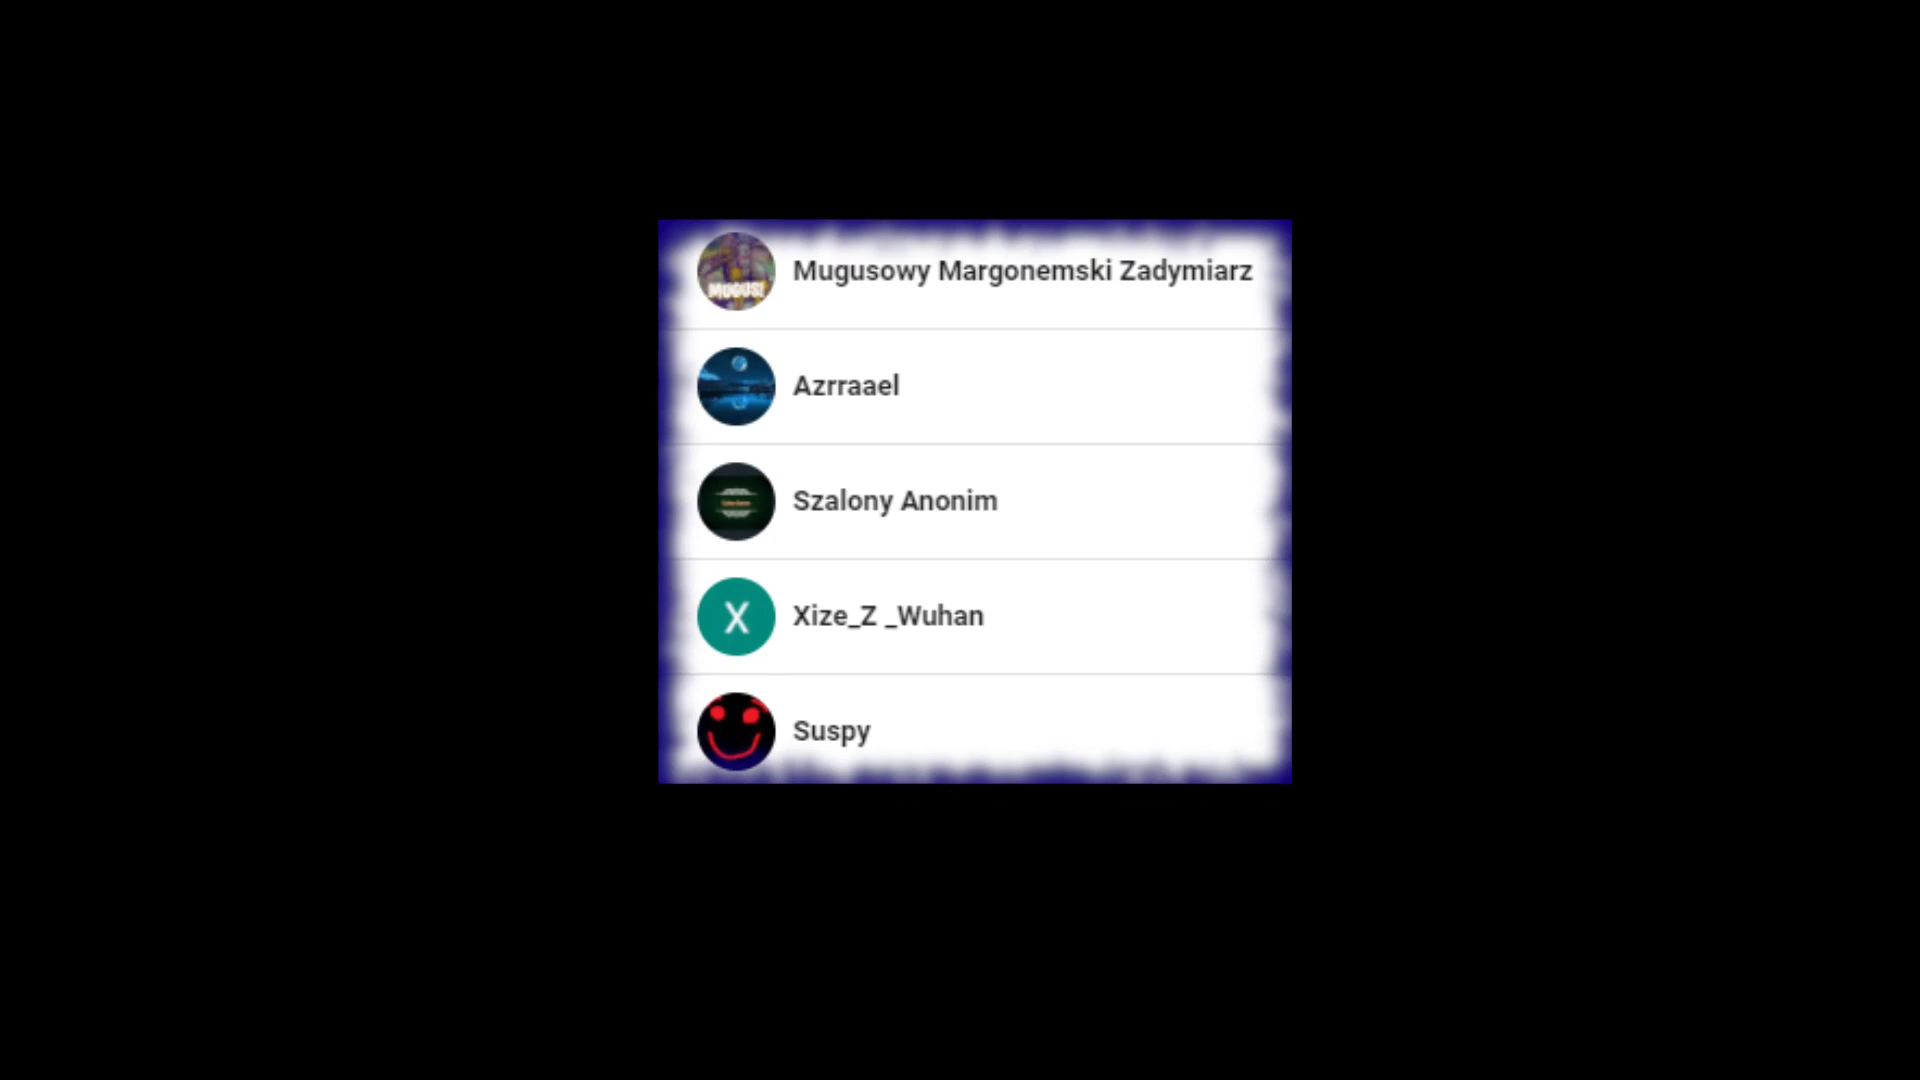 MUGUS!
Mugusowy Margonemski Zadymiarz
Azrraael
Szalony Anonim
X
Xize_Z _Wuhan
Suspy